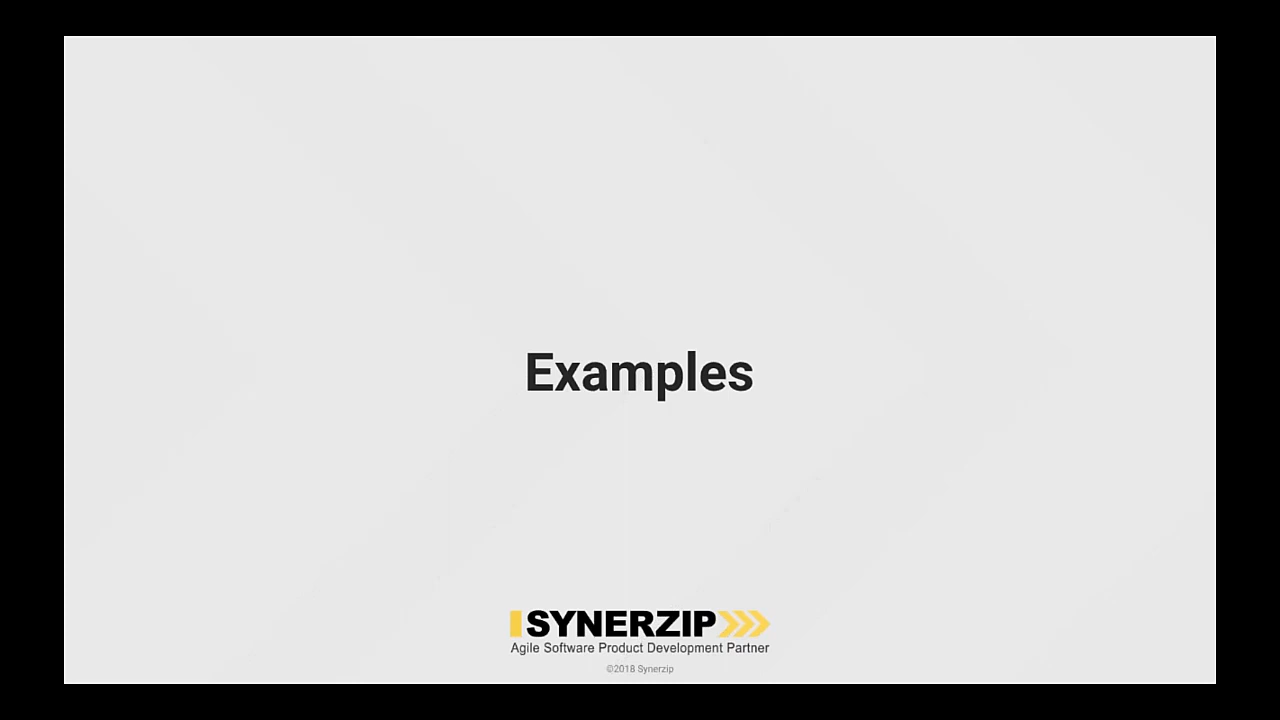 Examples
SYNERZIP
Agile Software Product Development Partner
©2018 Synerzip